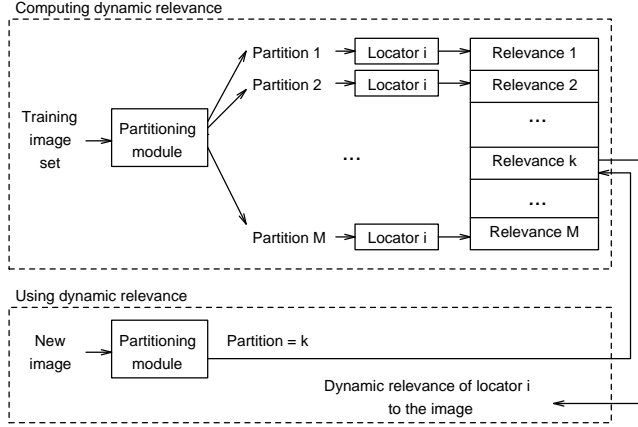 Computing dynamic relevance
Partition 1
Locator i
Relevance 1
Partition 2
Locator i
Relevance 2
Training
image
set
Partitioning
module
...
...
Relevance k
...
Partition M
Locator i
Relevance M
Using dynamic relevance
New
image
Partitioning
module
Partition = k
Dynamic relevance of locator i
to the image